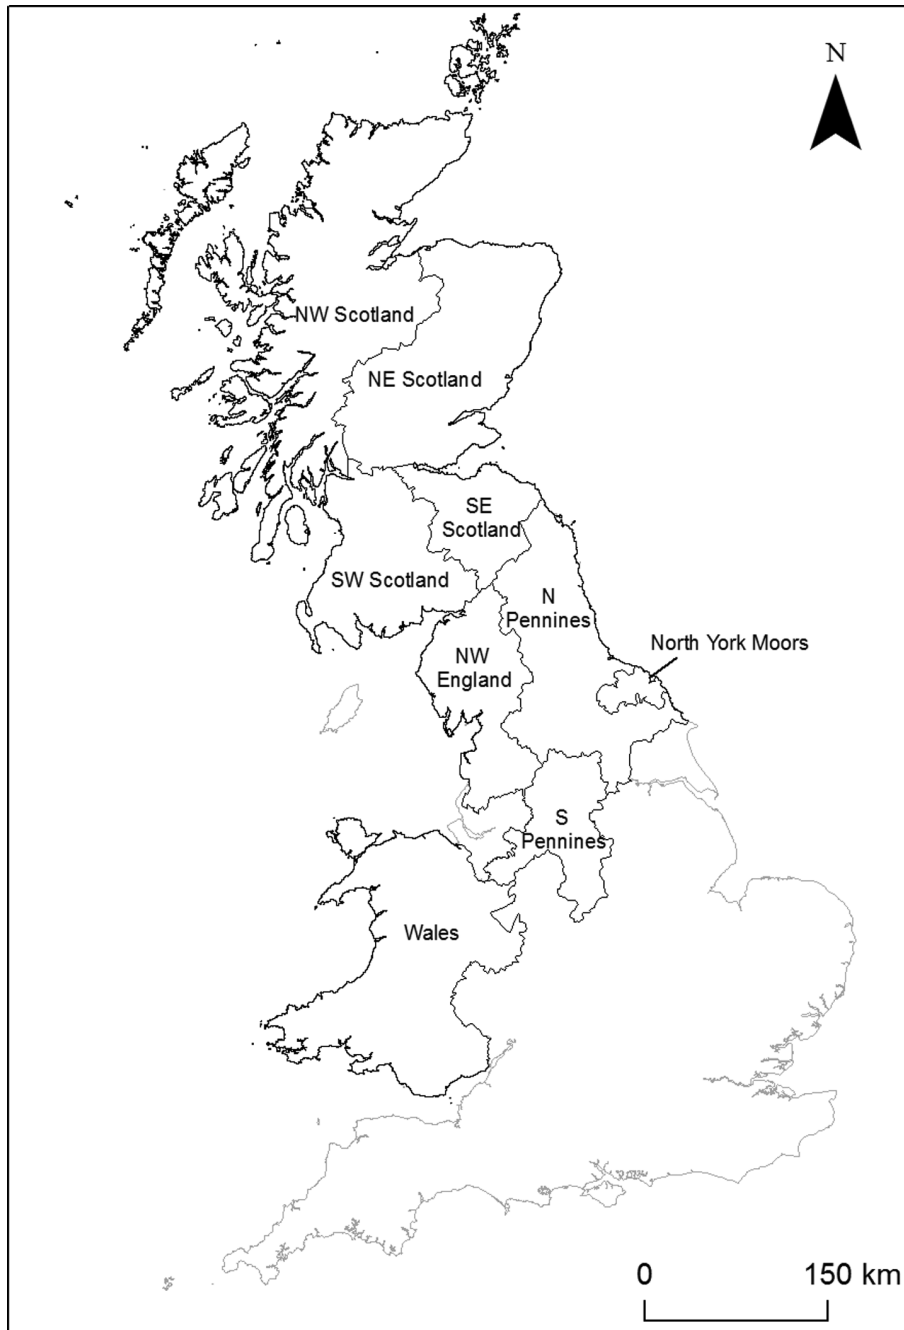 N
NW Scotland
NE Scotland
SE
Scotland
SW Scotland
N
Pennines
North York Moors
NW
England
S
Pennines
Wales
0 150 km